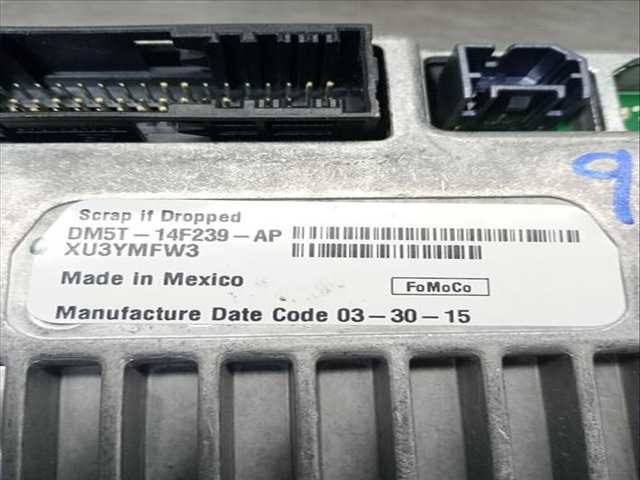 9
Scrap if Dropped
DM5T-14F239-AP
XU3YMFW3
Made in Mexico
FoMoCo
Manufacture Date Code 03-30-15